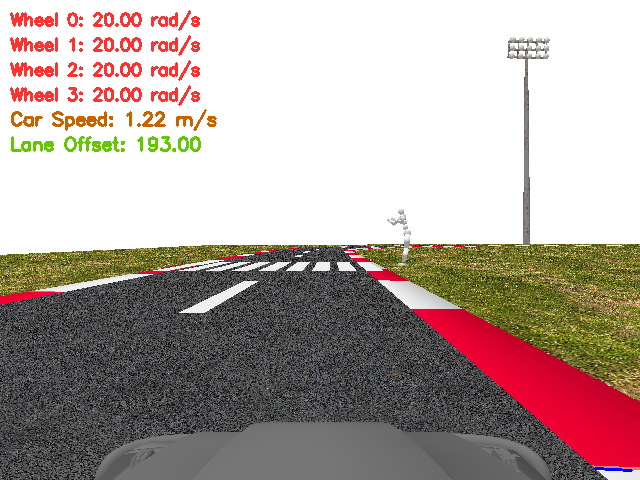 Wheel 0: 20.00 rad/s
Wheel 1: 20.00 rad/s
Wheel 2: 20.00 rad/s
Wheel 3: 20.00 rad/s
Car Speed: 1.22 m/s
Lane Offset: 193.00